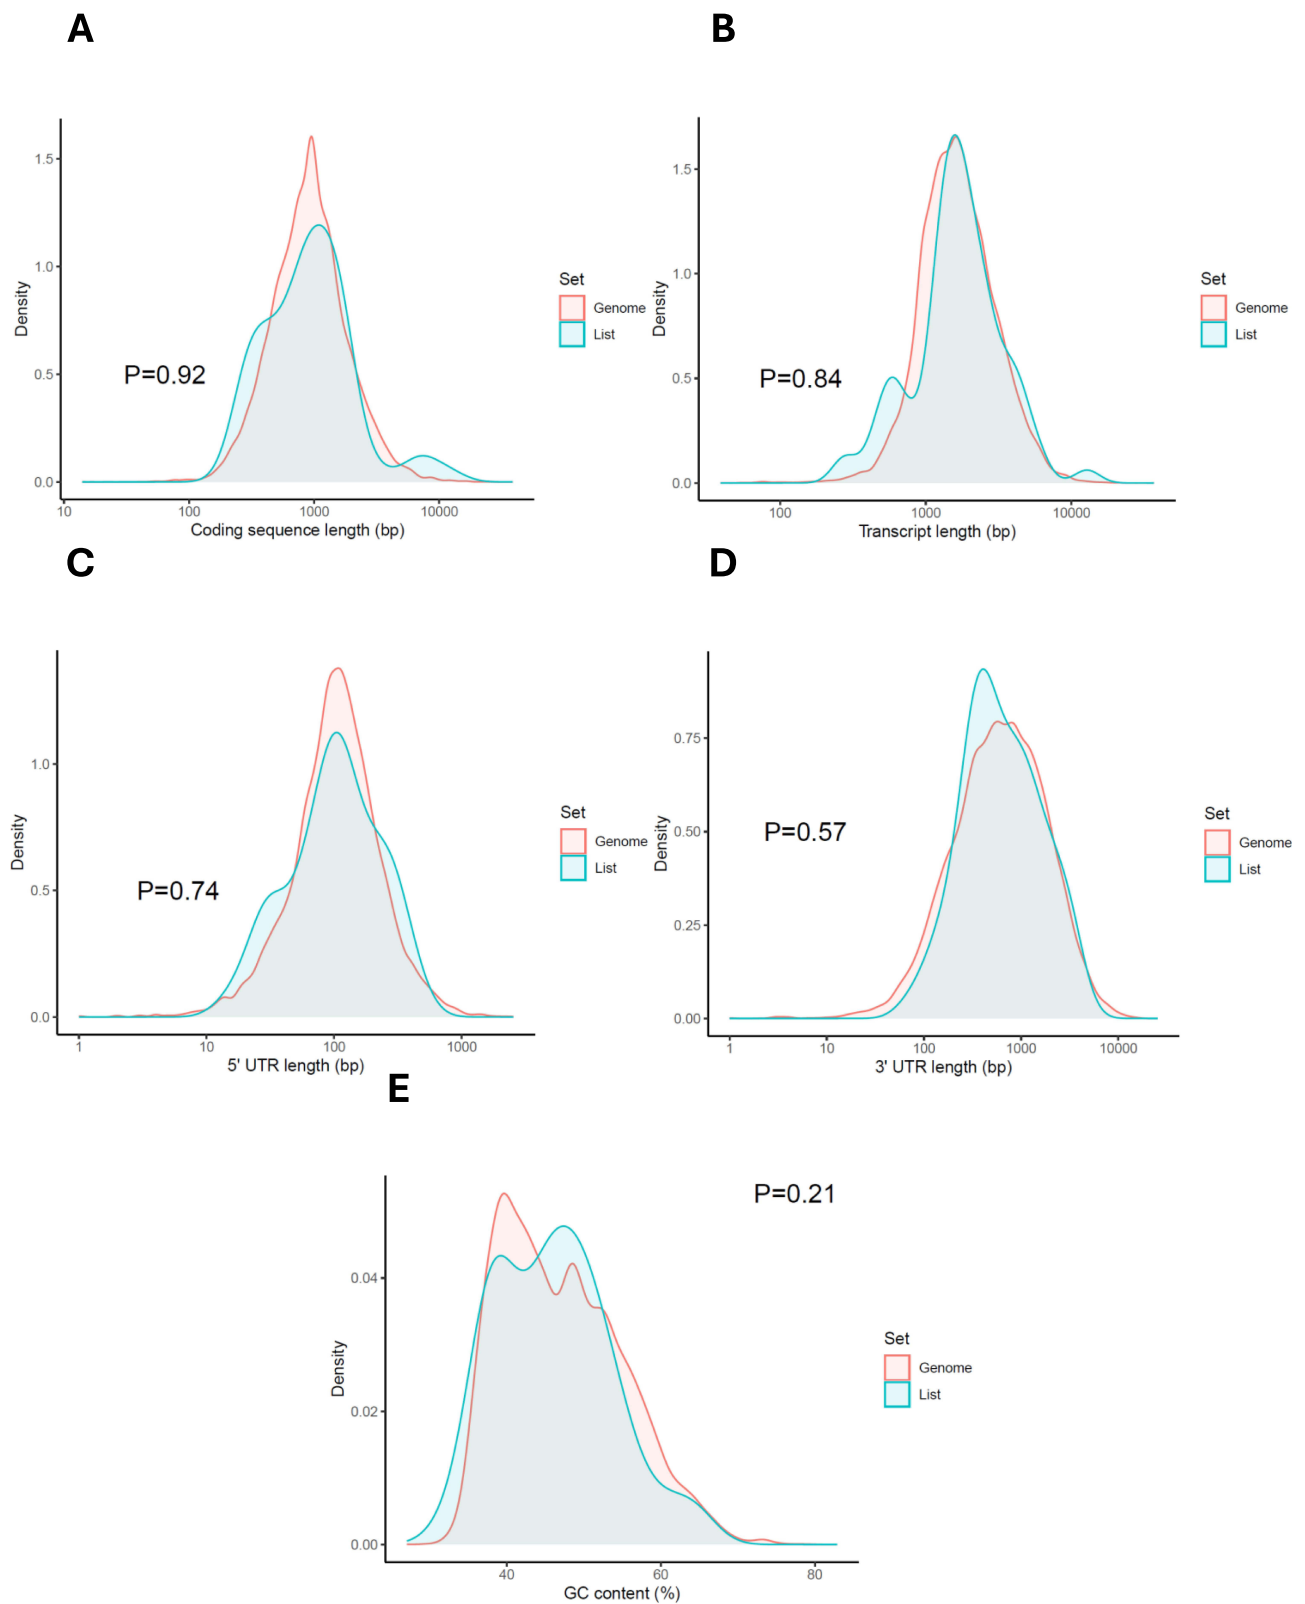 A
B
1.5
1.0
0.5
0.0
Density
P=0.92
10
100
1000
10000
Coding sequence length (bp)
Set
Genome
List
1.5
1.0
0.5
0.0
Density
P=0.84
100
1000
10000
Transcript length (bp)
Set
Genome
List
C
D
1.0
0.5
0.0
Density
P=0.74
1
10
100
1000
5' UTR length (bp)
Set
Genome
List
0.75
0.50
0.25
0.00
Density
P=0.57
1
10
100
1000
10000
3' UTR length (bp)
Set
Genome
List
E
P=0.21
0.04
0.02
0.00
Density
40
60
80
GC content (%)
Set
Genome
List